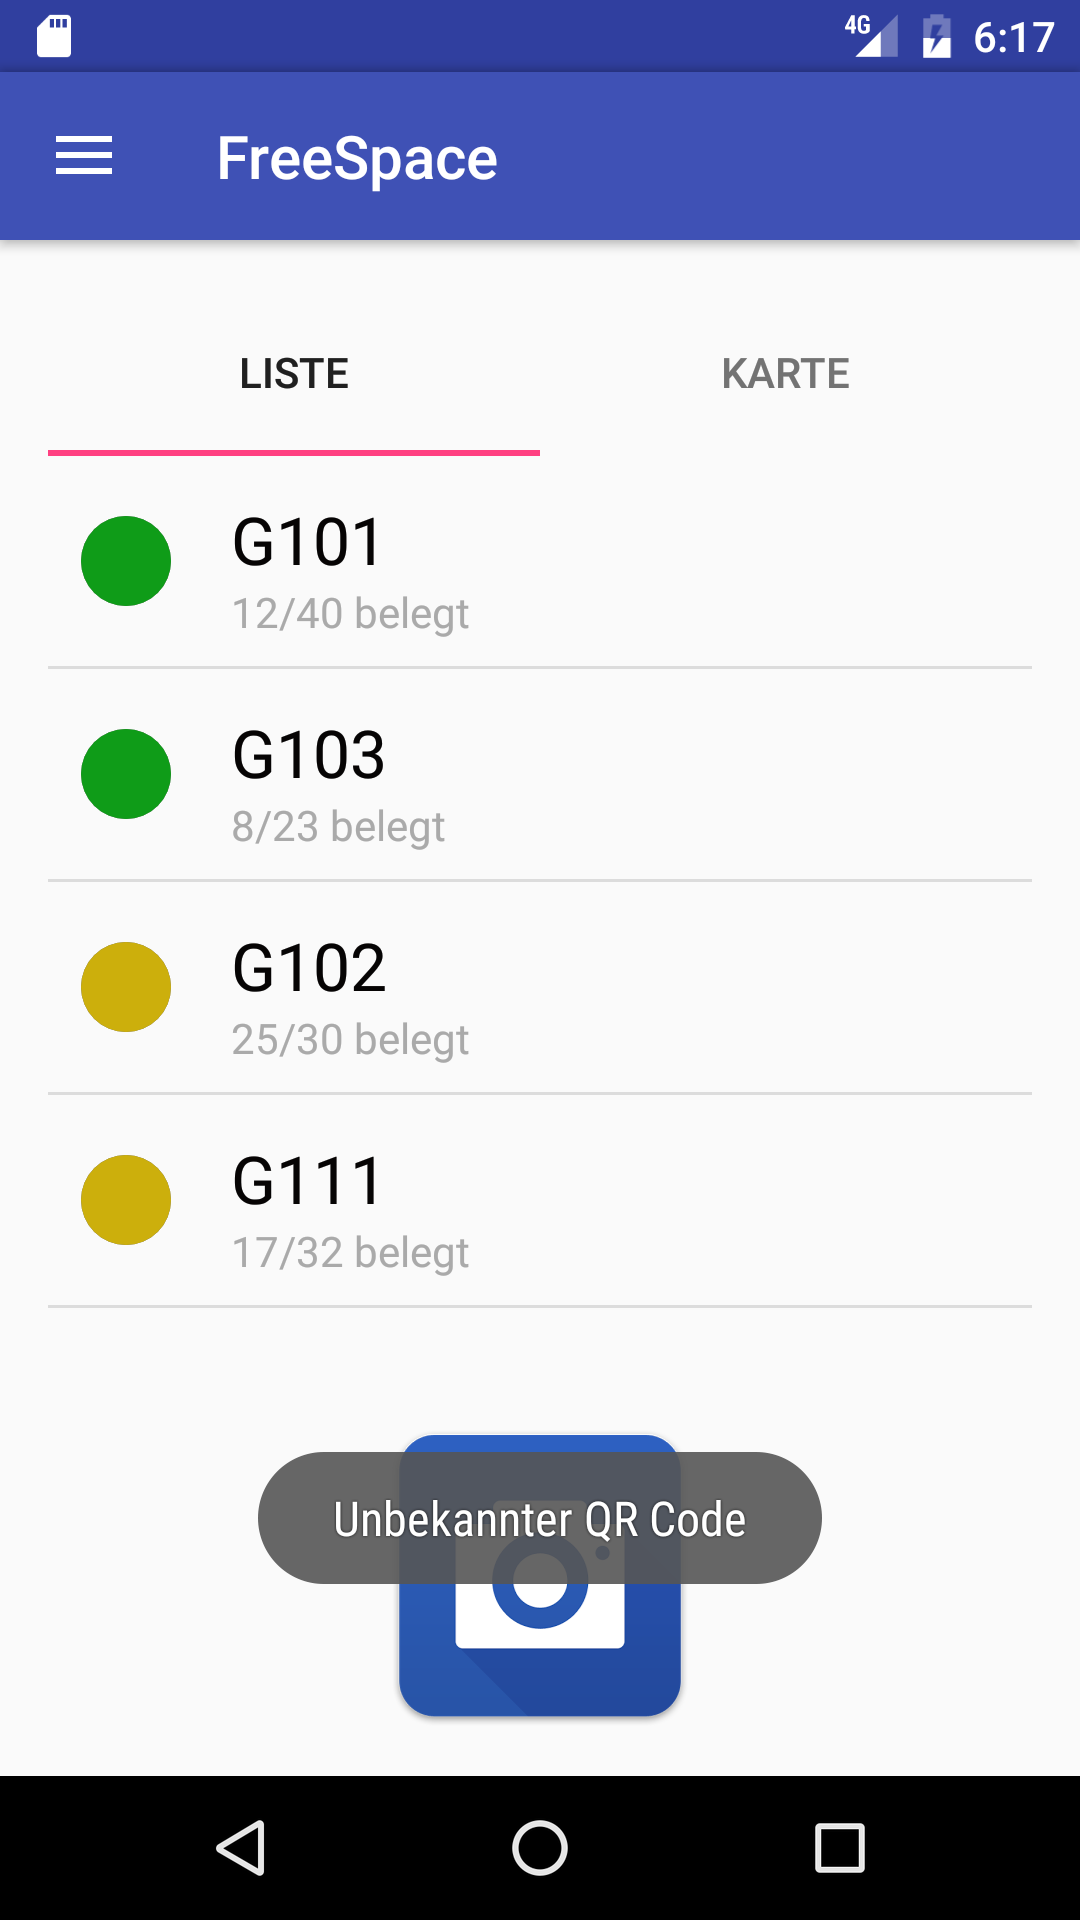 4G 6:17
FreeSpace
LISTE KARTE
G101
12/40 belegt
G103
8/23 belegt
G102
25/30 belegt
G111
17/32 belegt
Unbekannter QR Code